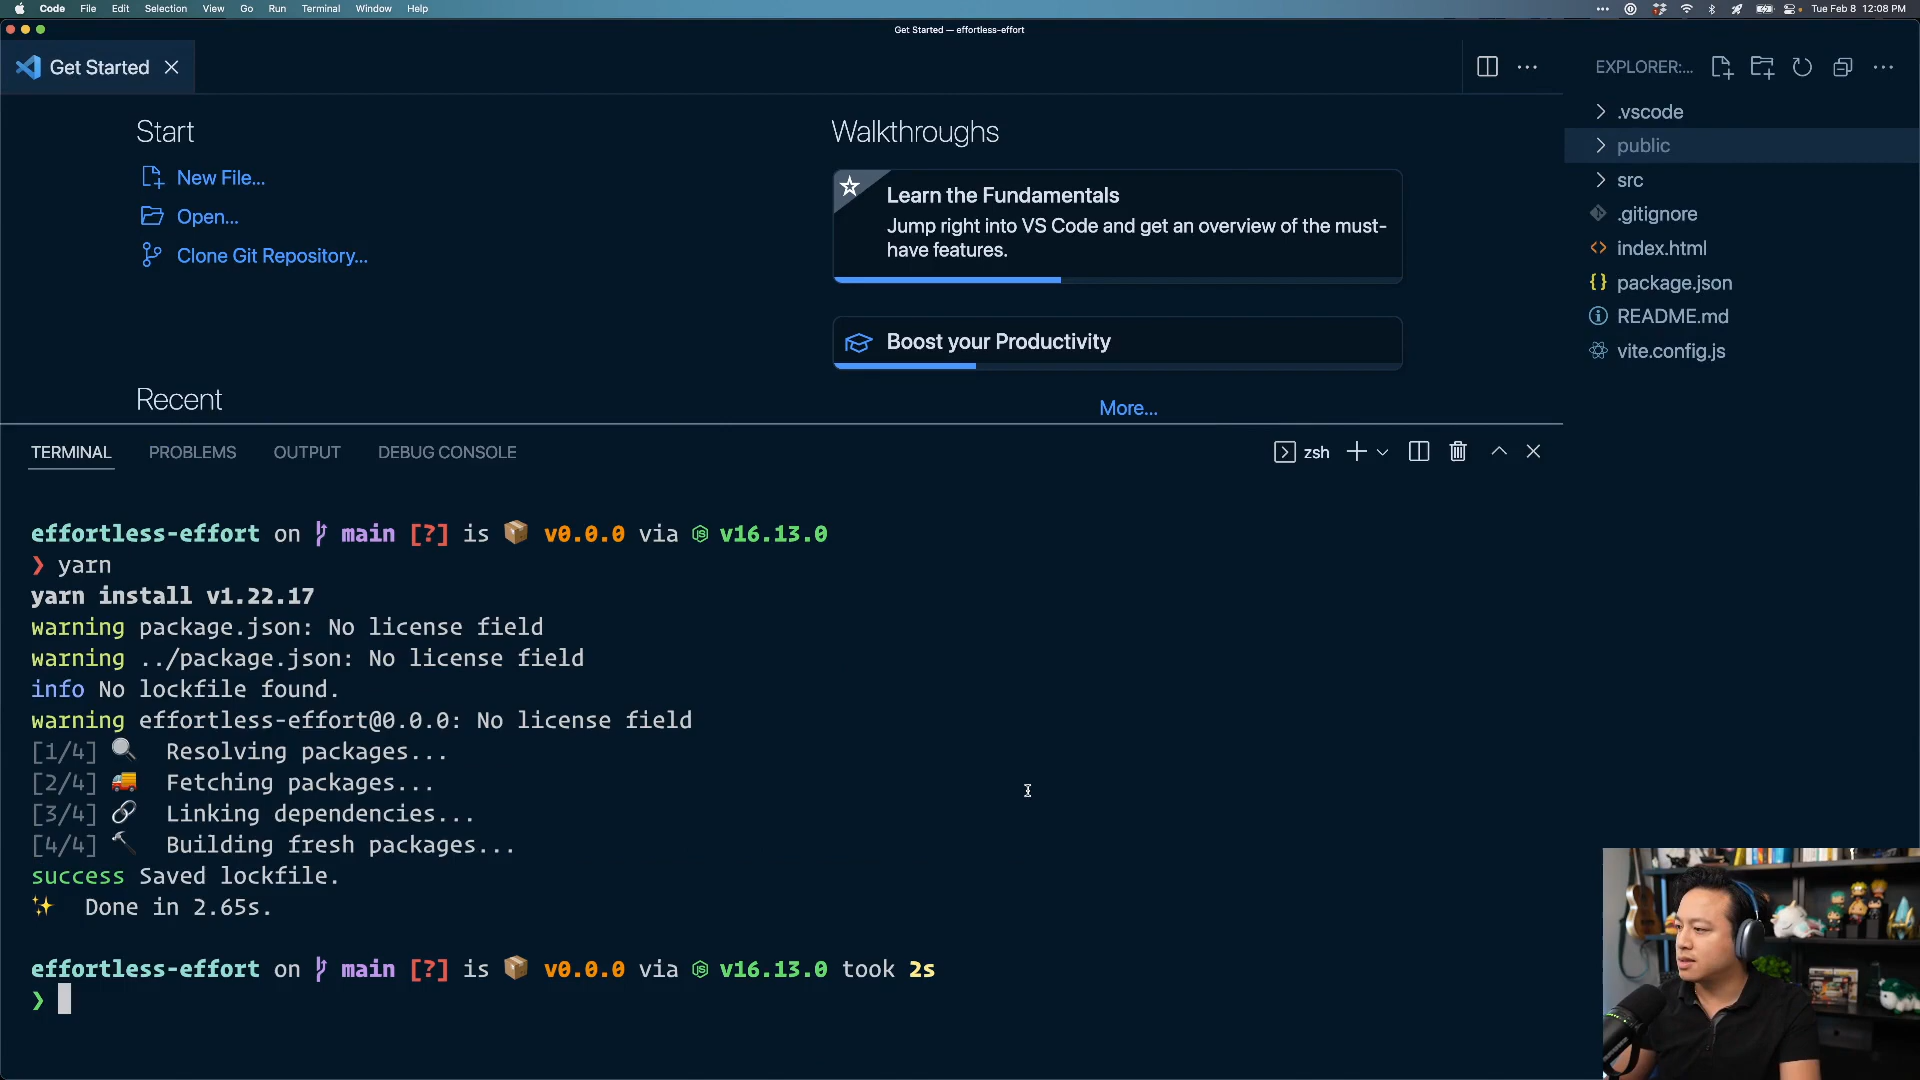 Code File Edit Selection View Go Run Terminal Window Help
Tue Feb 8 12:08 PM
Get Started — effortless-effort
Get Started
EXPLORER:...
Start
New File...
Open...
Clone Git Repository...
Recent
Walkthroughs
Learn the Fundamentals
Jump right into VS Code and get an overview of the must-
have features.
Boost your Productivity
More...
.vscode
public
src
.gitignore
index.html
package.json
README.md
vite.config.js
TERMINAL PROBLEMS OUTPUT DEBUG CONSOLE
zsh
effortless-effort on main [?] is 📦 v0.0.0 via v16.13.0
❯ yarn
yarn install v1.22.17
warning package.json: No license field
warning ../package.json: No license field
info No lockfile found.
warning effortless-effort@0.0.0: No license field
[1/4] 🔍 Resolving packages...
[2/4] 🚚 Fetching packages...
[3/4] 🔗 Linking dependencies...
[4/4] 🔨 Building fresh packages...
success Saved lockfile.
✨ Done in 2.65s.
effortless-effort on main [?] is 📦 v0.0.0 via v16.13.0 took 2s
❯